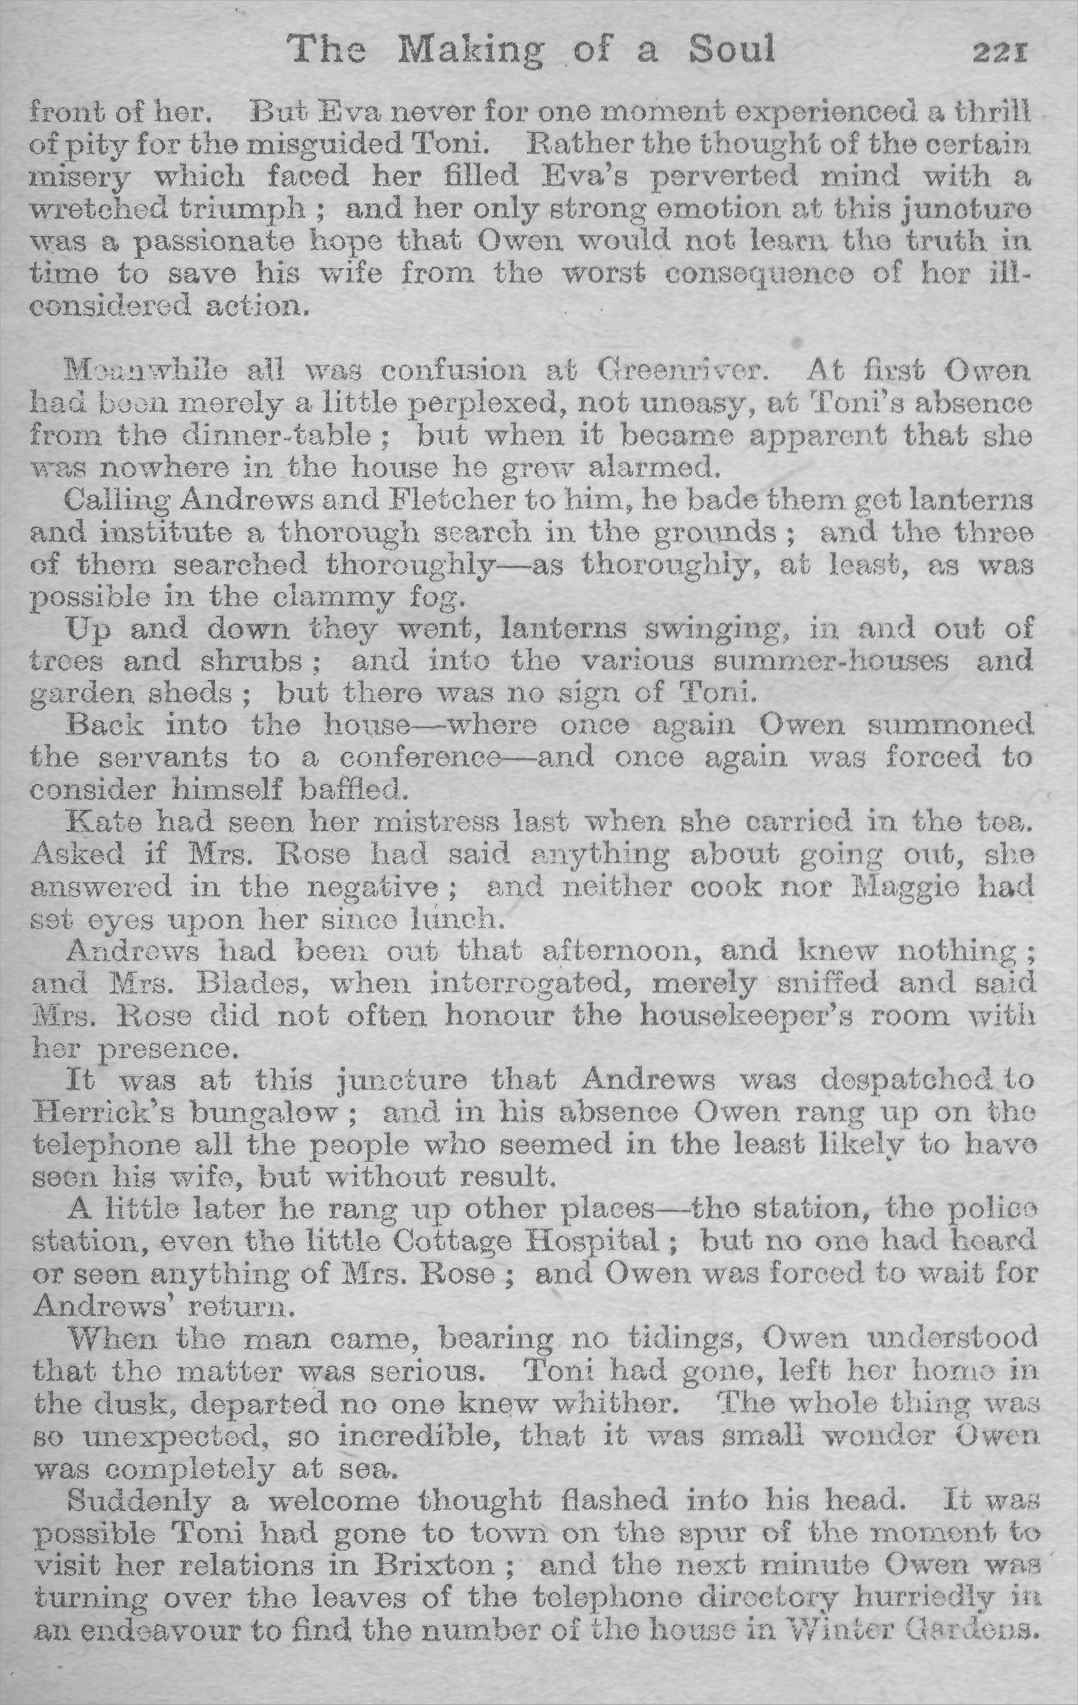 The Making of a Soul 221
front of her. But Eva never for one moment experienced a thrill
of pity for the misguided Toni. Rather the thought of the certain
misery which faced her filled Eva's perverted mind with a
wretched triumph ; and her only strong emotion at this juncture
was a passionate hope that Owen would not learn the truth in
time to save his wife from the worst consequence of her ill-
considered action.
Meanwhile all was confusion at Greenriver. At first Owen
had been merely a little perplexed, not uneasy, at Toni's absence
from the dinner-table ; but when it became apparent that she
was nowhere in the house he grew alarmed.
Calling Andrews and Fletcher to him, he bade them get lanterns
and institute a thorough search in the grounds ; and the three
of them searched thoroughly—as thoroughly, at least, as was
possible in the clammy fog.
Up and down they went, lanterns swinging, in and out of
trees and shrubs ; and into the various summer-houses and
garden sheds ; but there was no sign of Toni.
Back into the house—where once again Owen summoned
the servants to a conference—and once again was forced to
consider himself baffled.
Kate had seen her mistress last when she carried in the tea.
Asked if Mrs. Rose had said anything about going out, she
answered in the negative ; and neither cook nor Maggie had
set eyes upon her since lunch.
Andrews had been out that afternoon, and knew nothing ;
and Mrs. Blades, when interrogated, merely sniffed and said
Mrs. Rose did not often honour the housekeeper's room with
her presence.
It was at this juncture that Andrews was despatched to
Herrick's bungalow ; and in his absence Owen rang up on the
telephone all the people who seemed in the least likely to have
seen his wife, but without result.
A little later he rang up other places—the station, the police
station, even the little Cottage Hospital ; but no one had heard
or seen anything of Mrs. Rose ; and Owen was forced to wait for
Andrews' return.
When the man came, bearing no tidings, Owen understood
that the matter was serious. Toni had gone, left her home in
the dusk, departed no one knew whither. The whole thing was
so unexpected, so incredible, that it was small wonder Owen
was completely at sea.
Suddenly a welcome thought flashed into his head. It was
possible Toni had gone to town on the spur of the moment to
visit her relations in Brixton ; and the next minute Owen was
turning over the leaves of the telephone directory hurriedly in
an endeavour to find the number of the house in Winter Gardens.